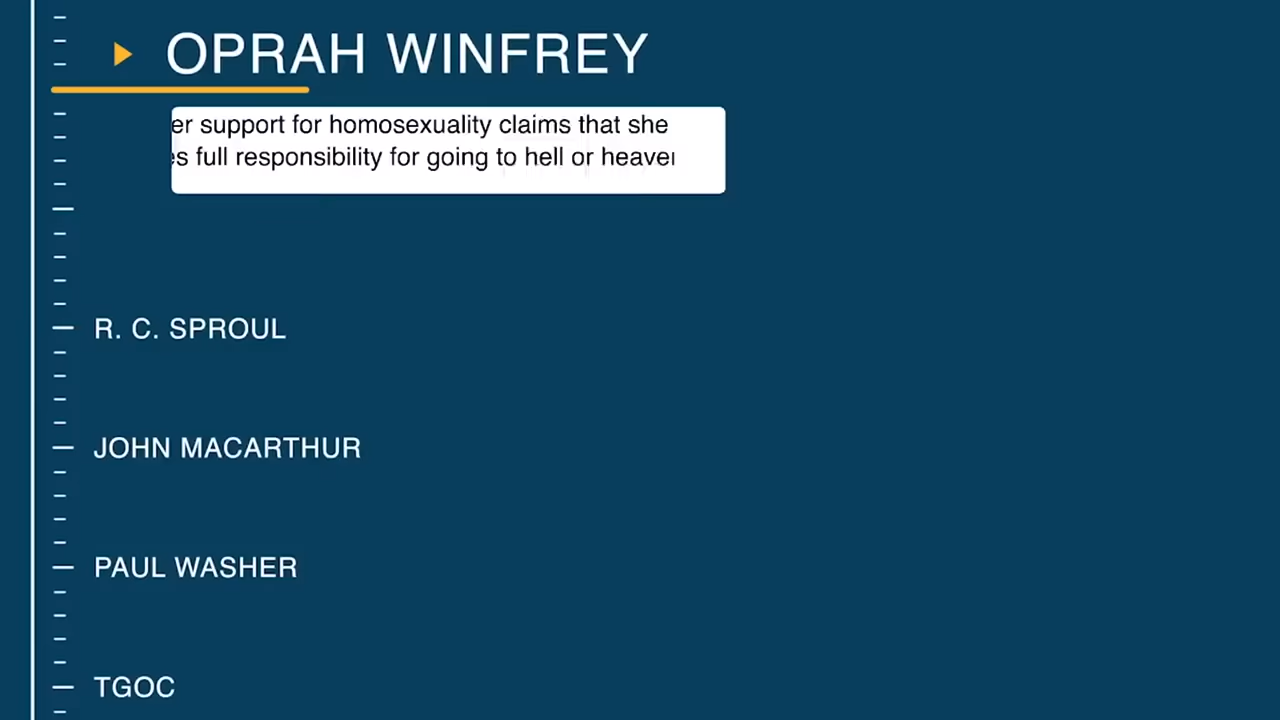 OPRAH WINFREY
er support for homosexuality claims that she
es full responsibility for going to hell or heaven
R. C. SPROUL
JOHN MACARTHUR
PAUL WASHER
TGOC